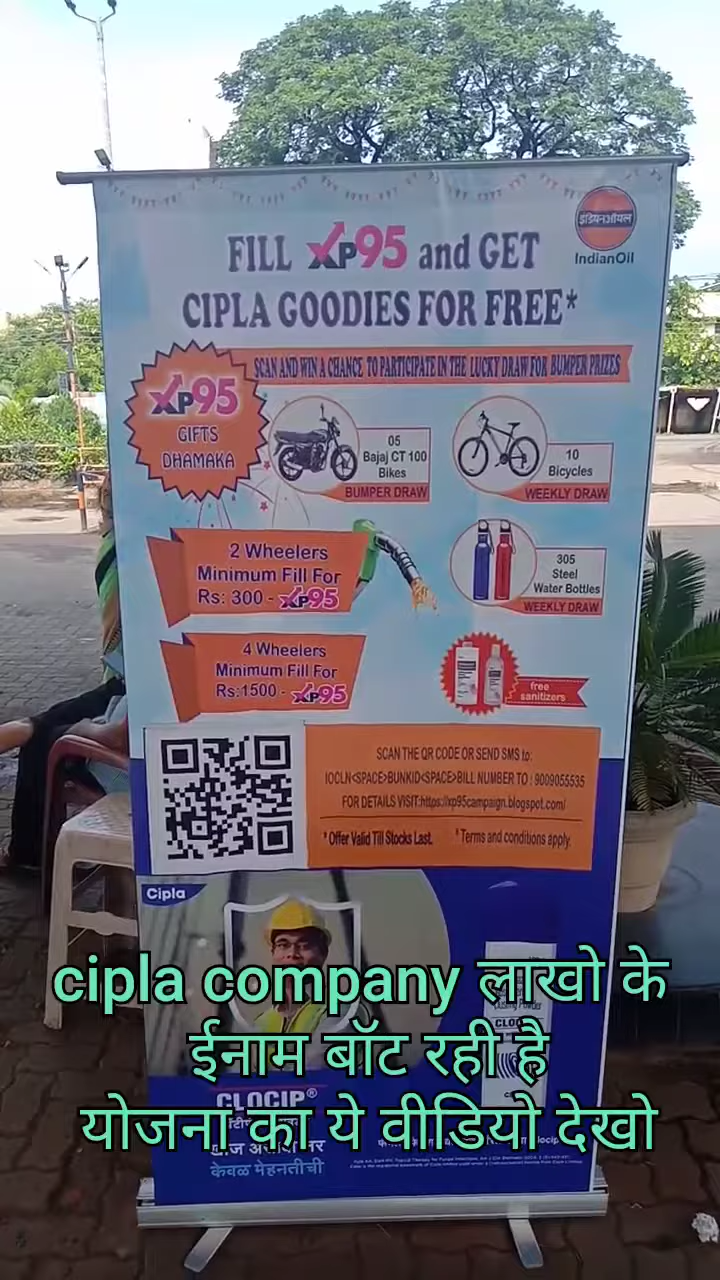 इंडियनऑयल
IndianOil
FILL XP95 and GET
CIPLA GOODIES FOR FREE*
SCAN AND WIN A CHANCE TO PARTICIPATE IN THE LUCKY DRAW FOR BUMPER PRIZES
XP95
GIFTS
DHAMAKA
05
Bajaj CT 100
Bikes
BUMPER DRAW
10
Bicycles
WEEKLY DRAW
2 Wheelers
Minimum Fill For
Rs: 300 - XP95
305
Steel
Water Bottles
WEEKLY DRAW
4 Wheelers
Minimum Fill For
Rs:1500 - XP95
free
sanitizers
SCAN THE QR CODE OR SEND SMS to:
IOCLN<SPACE>BUNKID<SPACE>BILL NUMBER TO : 9009055535
FOR DETAILS VISIT:https://xp95campaign.blogspot.com/
* Offer Valid Till Stocks Last.
* Terms and conditions apply.
Cipla
cipla company लाखो के
ईनाम बॉट रही है
योजना का ये वीडियो देखो
CLOCIP®
केवळ मेहनतीची